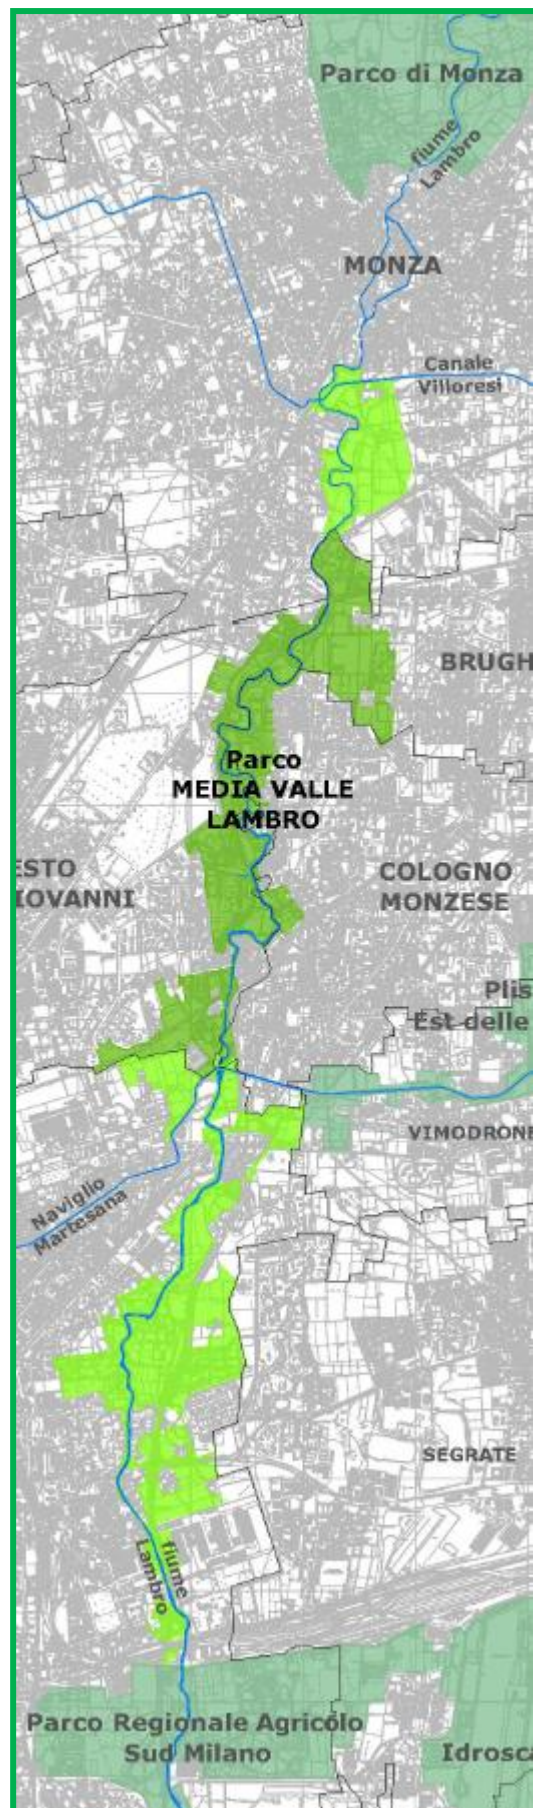 Parco di Monza
fiume
Lambro
MONZA
Canale
Villoresi
BRUGH
Parco
MEDIA VALLE
LAMBRO
ESTO
IOVANNI
COLOGNO
MONZESE
Plis
Est delle
VIMODRONE
Naviglio
Martesana
SEGRATE
fiume
Lambro
Parco Regionale Agricolo
Sud Milano
Idrosca